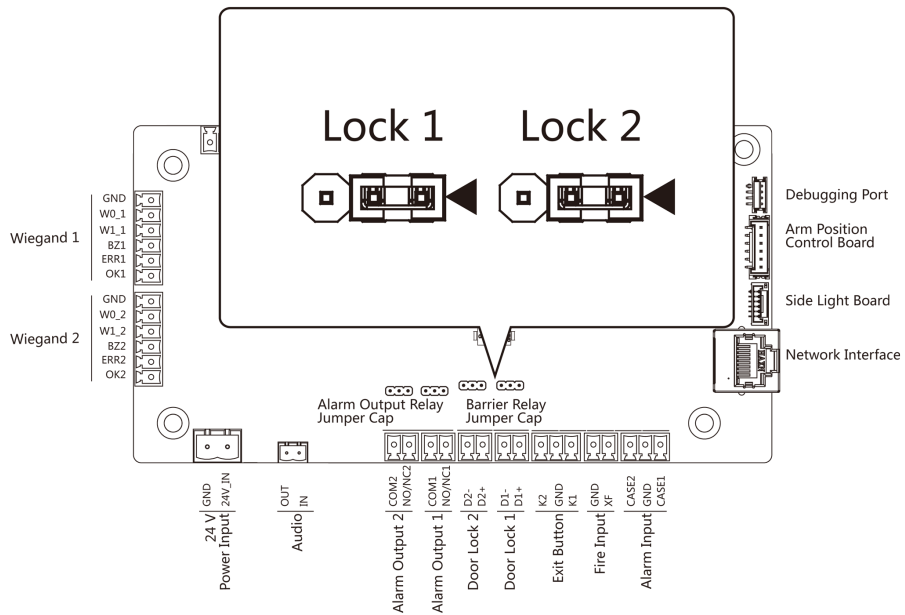 Lock 1
Lock 2
Wiegand 1
GND
W0_1
W1_1
BZ1
ERR1
OK1
Wiegand 2
GND
W0_2
W1_2
BZ2
ERR2
OK2
Debugging Port
Arm Position
Control Board
Side Light Board
Network Interface
Alarm Output Relay
Jumper Cap
Barrier Relay
Jumper Cap
GND
24V_IN
24 V
Power Input
OUT
IN
Audio
COM2
NO/NC2
Alarm Output 2
COM1
NO/NC1
Alarm Output 1
D2-
D2+
Door Lock 2
D1-
D1+
Door Lock 1
K2
GND
K1
Exit Button
GND
XF
Fire Input
CASE2
GND
CASE1
Alarm Input